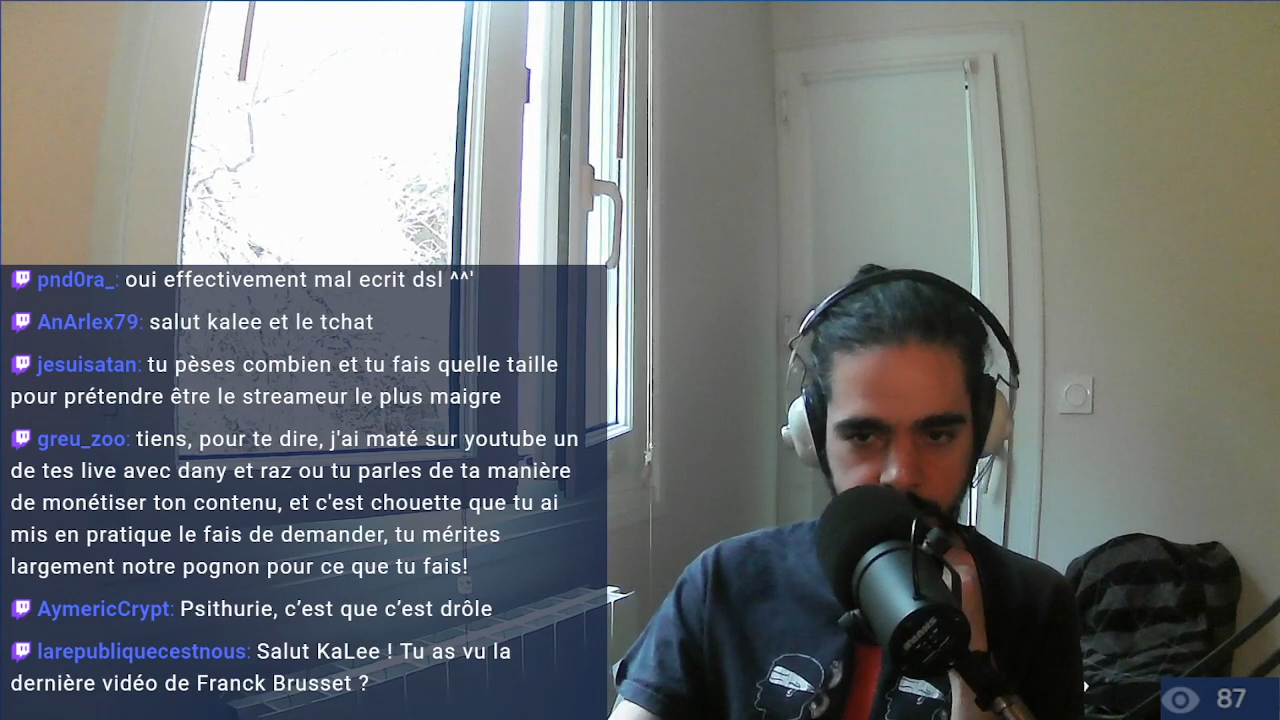 pnd0ra_: oui effectivement mal ecrit dsl ^^'
AnArlex79: salut kalee et le tchat
jesuisatan: tu pèses combien et tu fais quelle taille
pour prétendre être le streameur le plus maigre
greu_zoo: tiens, pour te dire, j'ai maté sur youtube un
de tes live avec dany et raz ou tu parles de ta manière
de monétiser ton contenu, et c'est chouette que tu ai
mis en pratique le fais de demander, tu mérites
largement notre pognon pour ce que tu fais!
AymericCrypt: Psithurie, c’est que c’est drôle
larepubliquecestnous: Salut KaLee ! Tu as vu la
dernière vidéo de Franck Brusset ?
87